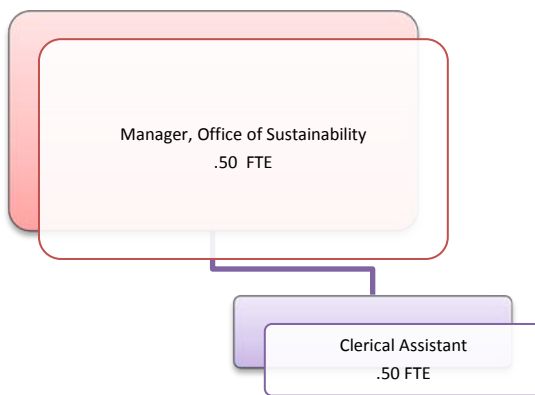 Manager, Office of Sustainability
.50 FTE
Clerical Assistant
.50 FTE